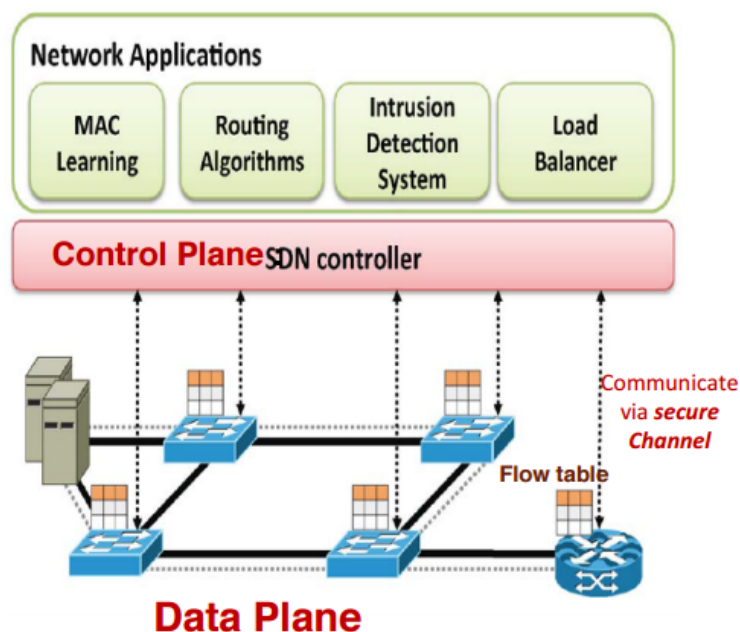 Network Applications
MAC
Learning
Routing
Algorithms
Intrusion
Detection
System
Load
Balancer
Control Plane: SDN controller
Communicate
via secure
Channel
Flow table
Data Plane